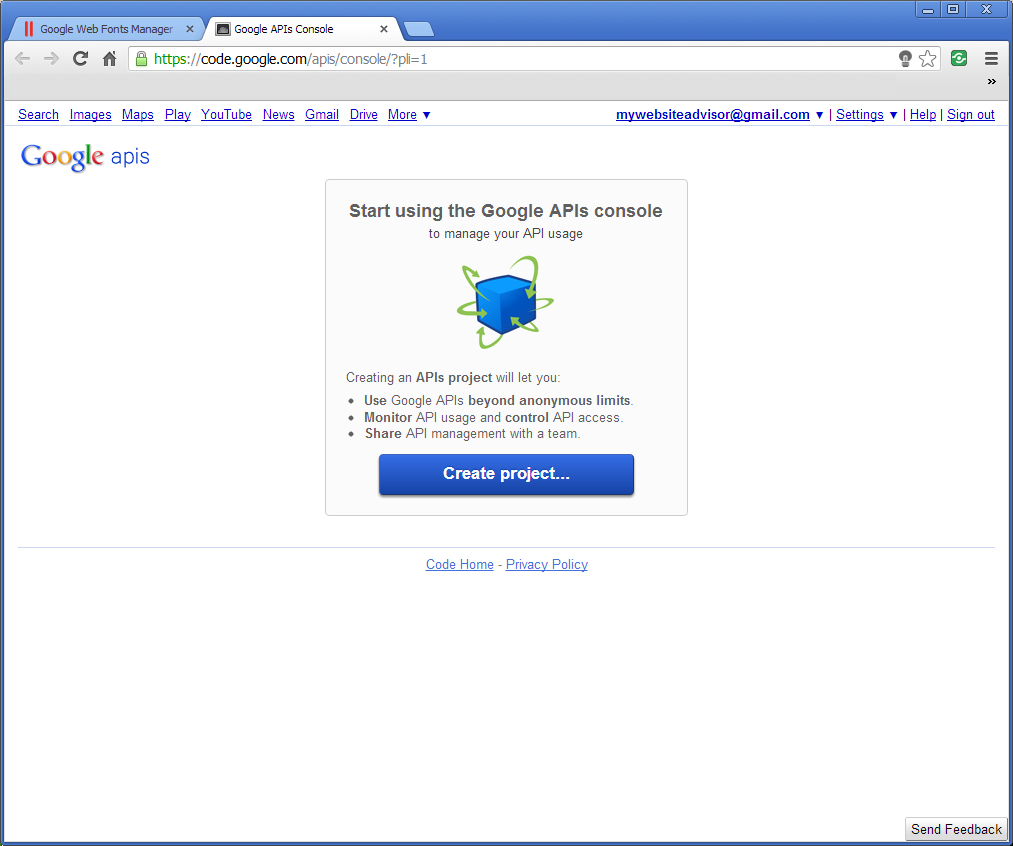 Google Web Fonts Manager
Google APIs Console
https://code.google.com/apis/console/?pli=1
»
Search Images Maps Play YouTube News Gmail Drive More ▼
mywebsiteadvisor@gmail.com ▼ | Settings ▼ | Help | Sign out
Google apis
Start using the Google APIs console
to manage your API usage
Creating an APIs project will let you:
• Use Google APIs beyond anonymous limits.
• Monitor API usage and control API access.
• Share API management with a team.
Create project...
Code Home - Privacy Policy
Send Feedback